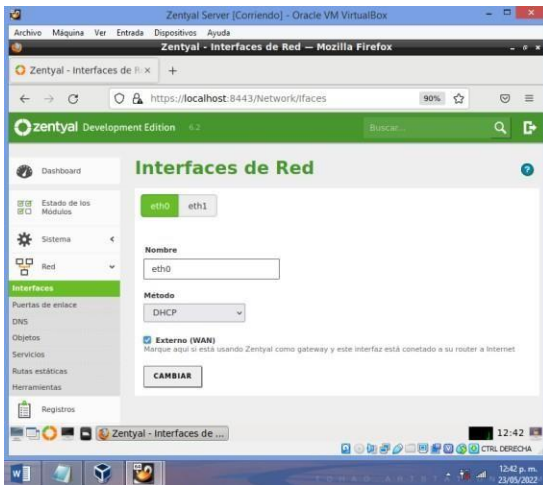 Zentyal Server [Corriendo] - Oracle VM VirtualBox
Archivo Máquina Ver Entrada Dispositivos Ayuda
Zentyal - Interfaces de Red — Mozilla Firefox
Zentyal - Interfaces de R
https://localhost:8443/Network/Ifaces 90%
zentyal Development Edition 6.2 Buscar...
Interfaces de Red
Dashboard
Estado de los
Módulos
Sistema
Red
Interfaces
Puertas de enlace
DNS
Objetos
Servicios
Rutas estáticas
Herramientas
Registros
eth0 eth1
Nombre
eth0
Método
DHCP
Externo (WAN)
Marque aquí si está usando Zentyal como gateway y este interfaz está conetado a su router a Internet
CAMBIAR
Zentyal - Interfaces de ... 12:42
CTRL DERECHA
12:42 p. m.
23/05/2022